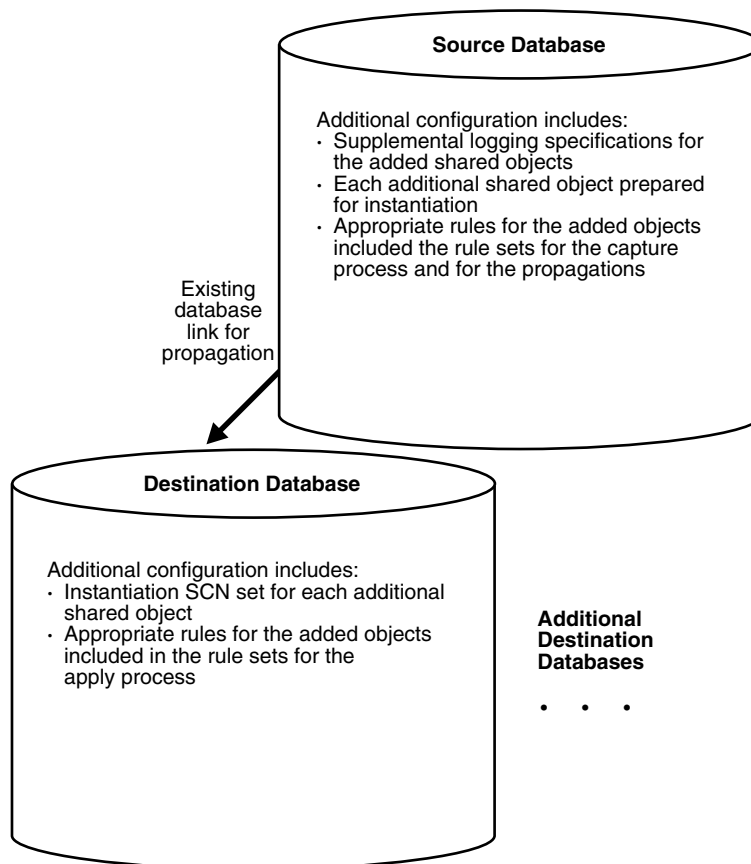 Source Database
Additional configuration includes:
· Supplemental logging specifications for
the added shared objects
· Each additional shared object prepared
for instantiation
· Appropriate rules for the added objects
included the rule sets for the capture
process and for the propagations
Existing
database
link for
propagation
Destination Database
Additional configuration includes:
· Instantiation SCN set for each additional
shared object
· Appropriate rules for the added objects
included in the rule sets for the
apply process
Additional
Destination
Databases
. . .